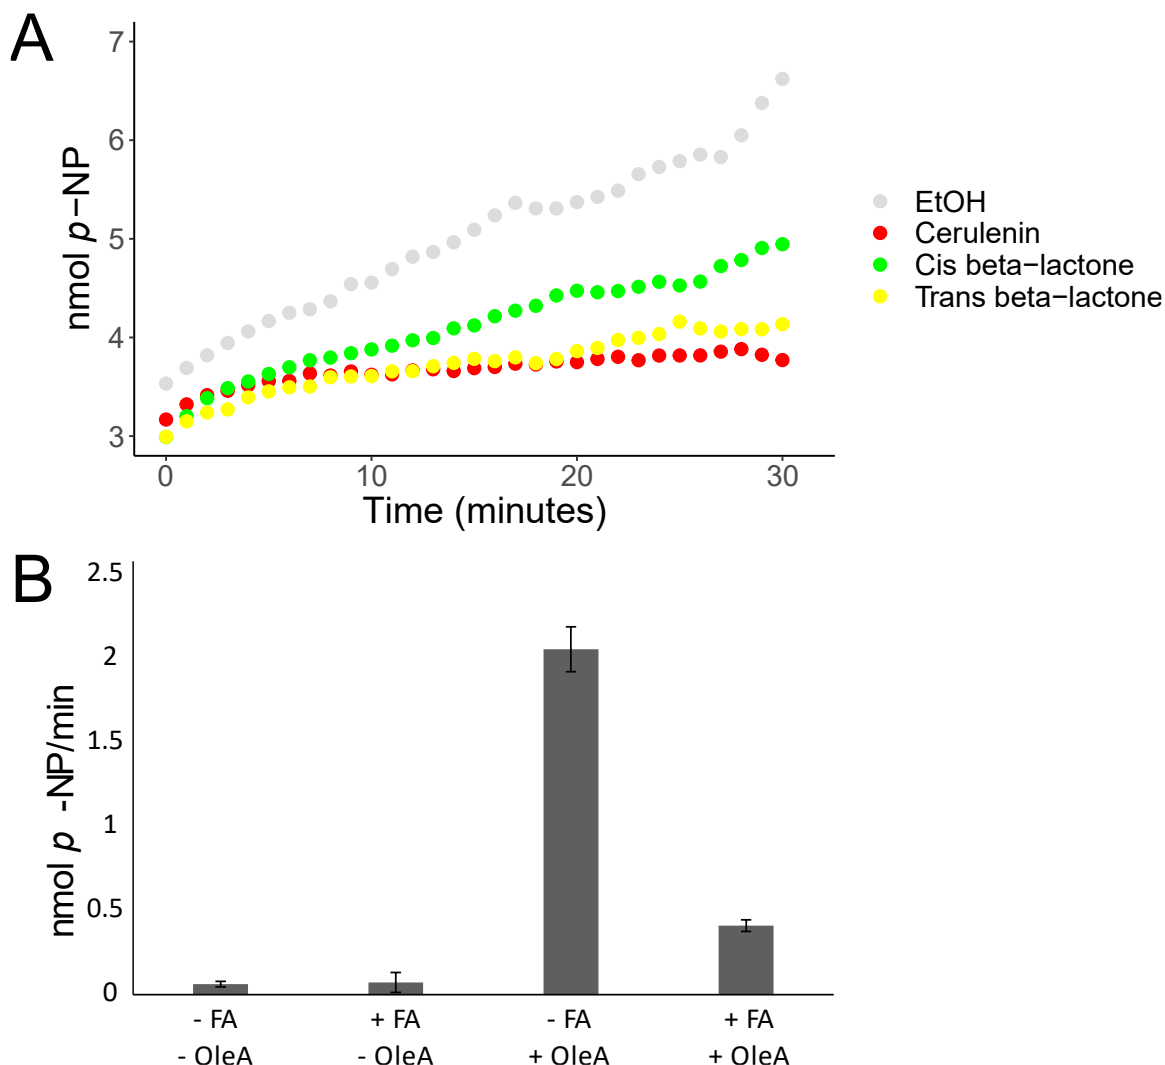 A
nmol p−NP
7
6
5
4
3
0 10 20 30
Time (minutes)
EtOH
Cerulenin
Cis beta−lactone
Trans beta−lactone
B
nmol p -NP/min
2.5
2
1.5
1
0.5
0
- FA + FA - FA + FA
- OleA - OleA + OleA + OleA